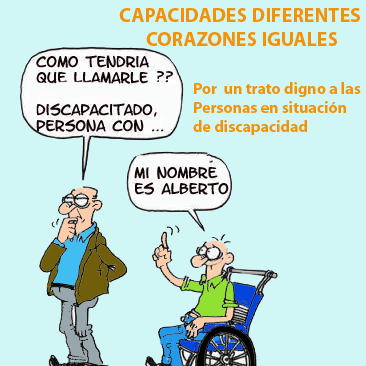 CAPACIDADES DIFERENTES
CORAZONES IGUALES
COMO TENDRIA
QUE LLAMARLE ??
DISCAPACITADO,
PERSONA CON ...
Por un trato digno a las
Personas en situación
de discapacidad
MI NOMBRE
ES ALBERTO